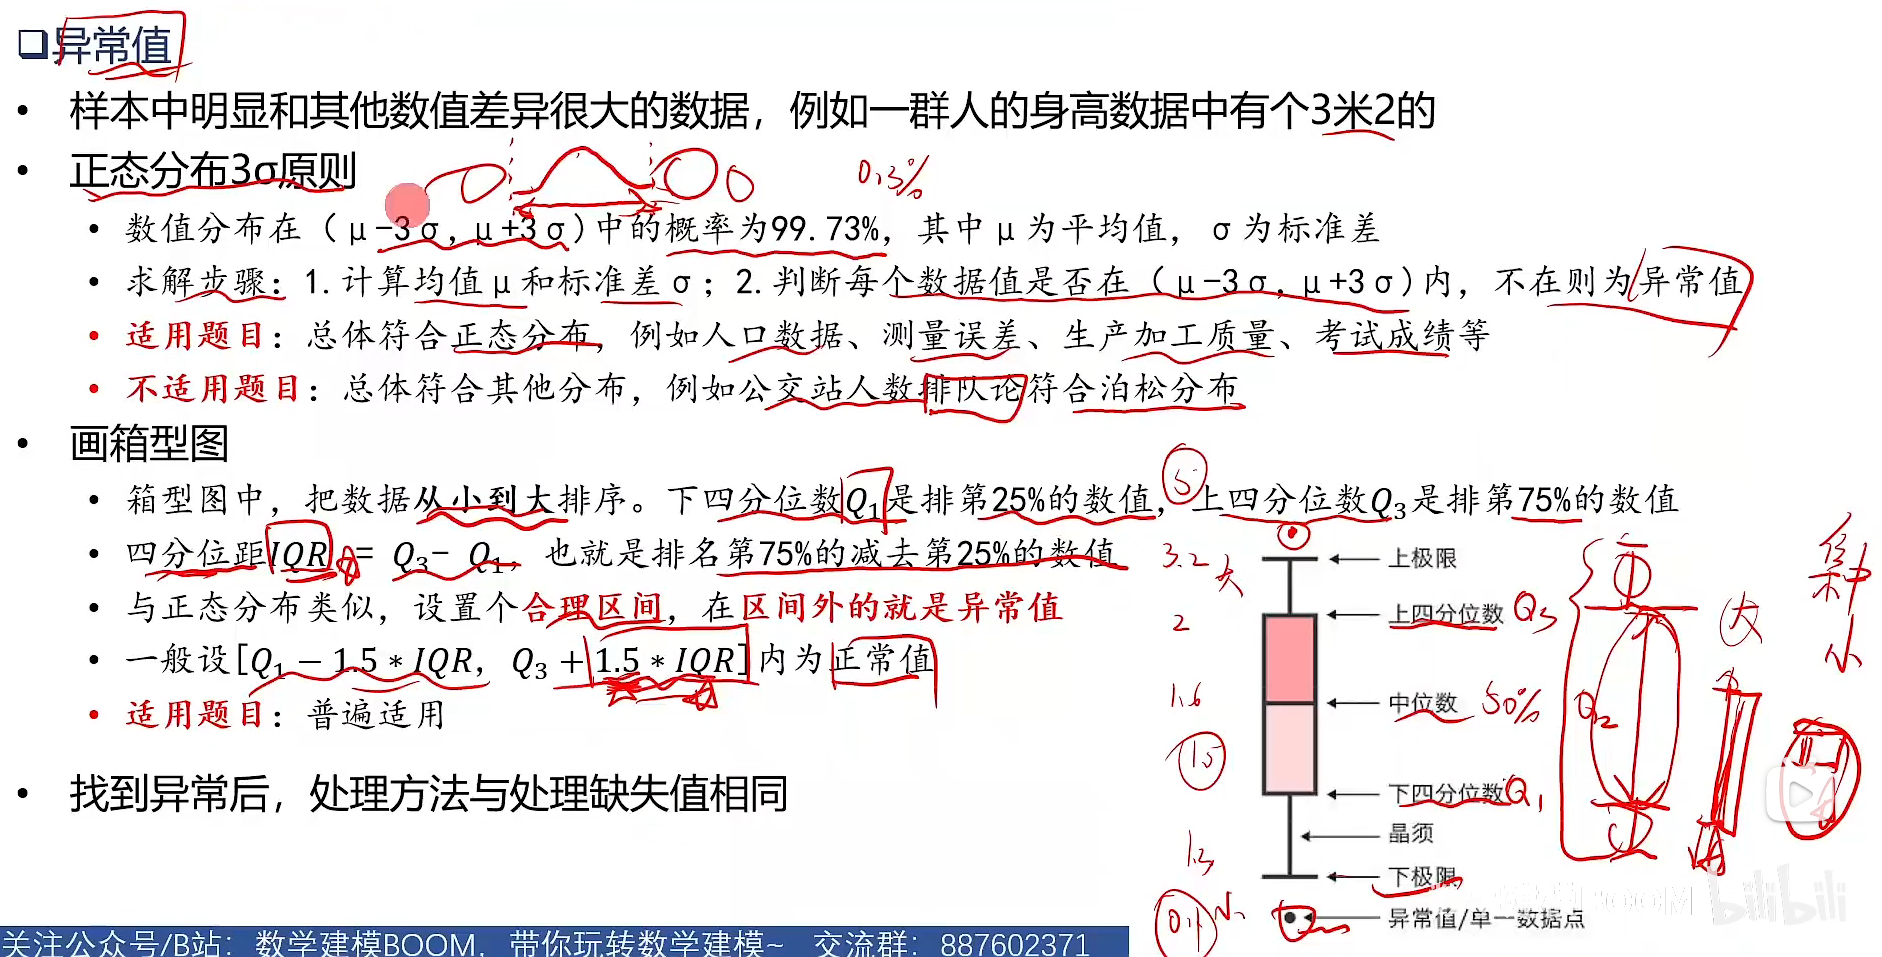 异常值
• 样本中明显和其他数值差异很大的数据，例如一群人的身高数据中有个3米2的
• 正态分布3σ原则
0.3%
• 数值分布在（μ-3σ,μ+3σ)中的概率为99.73%，其中μ为平均值，σ为标准差
• 求解步骤：1.计算均值μ和标准差σ；2.判断每个数据值是否在（μ-3σ,μ+3σ)内，不在则为异常值
• 适用题目：总体符合正态分布，例如人口数据、测量误差、生产加工质量、考试成绩等
• 不适用题目：总体符合其他分布，例如公交站人数排队论符合泊松分布
• 画箱型图
• 箱型图中，把数据从小到大排序。下四分位数Q₁是排第25%的数值，上四分位数Q₃是排第75%的数值
5
• 四分位距IQR = Q₃− Q₁，也就是排名第75%的减去第25%的数值
• 与正态分布类似，设置个合理区间，在区间外的就是异常值
• 一般设[Q₁ − 1.5 ∗ IQR，Q₃ + 1.5 ∗ IQR]内为正常值
• 适用题目：普遍适用
• 找到异常后，处理方法与处理缺失值相同
3.2 大
上极限
2
上四分位数 Q3
1.6
中位数 50% Q2
1.5
下四分位数 Q1
晶须
1.3
下极限
小
异常值/单一数据点
集中
小
大
BOOM bilibili
关注公众号/B站：数学建模BOOM，带你玩转数学建模~ 交流群：887602371